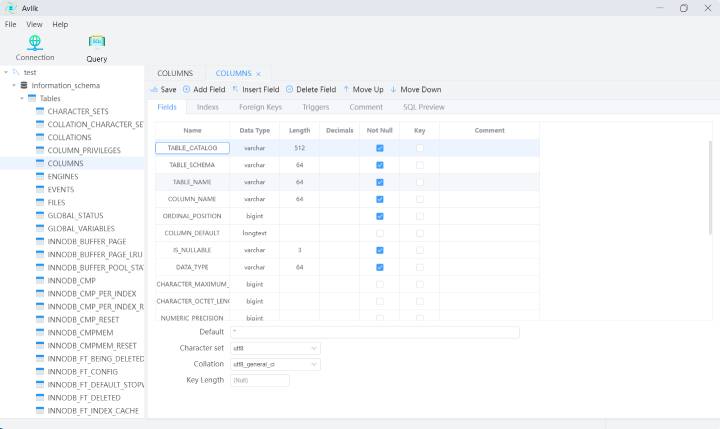 Avlik
File View Help
Connection Query
test
information_schema
Tables
CHARACTER_SETS
COLLATION_CHARACTER_SE
COLLATIONS
COLUMN_PRIVILEGES
COLUMNS
ENGINES
EVENTS
FILES
GLOBAL_STATUS
GLOBAL_VARIABLES
INNODB_BUFFER_PAGE
INNODB_BUFFER_PAGE_LRU
INNODB_BUFFER_POOL_STA
INNODB_CMP
INNODB_CMP_PER_INDEX
INNODB_CMP_PER_INDEX_R
INNODB_CMP_RESET
INNODB_CMPMEM
INNODB_CMPMEM_RESET
INNODB_FT_BEING_DELETED
INNODB_FT_CONFIG
INNODB_FT_DEFAULT_STOPW
INNODB_FT_DELETED
INNODB_FT_INDEX_CACHE
COLUMNS COLUMNS ×
Save Add Field Insert Field Delete Field Move Up Move Down
Fields Indexs Foreign Keys Triggers Comment SQL Preview
Name Data Type Length Decimals Not Null Key Comment
TABLE_CATALOG varchar 512
TABLE_SCHEMA varchar 64
TABLE_NAME varchar 64
COLUMN_NAME varchar 64
ORDINAL_POSITION bigint
COLUMN_DEFAULT longtext
IS_NULLABLE varchar 3
DATA_TYPE varchar 64
CHARACTER_MAXIMUM_ bigint
CHARACTER_OCTET_LENG bigint
NUMERIC_PRECISION bigint
Default
Character set utf8
Collation utf8_general_ci
Key Length (Null)